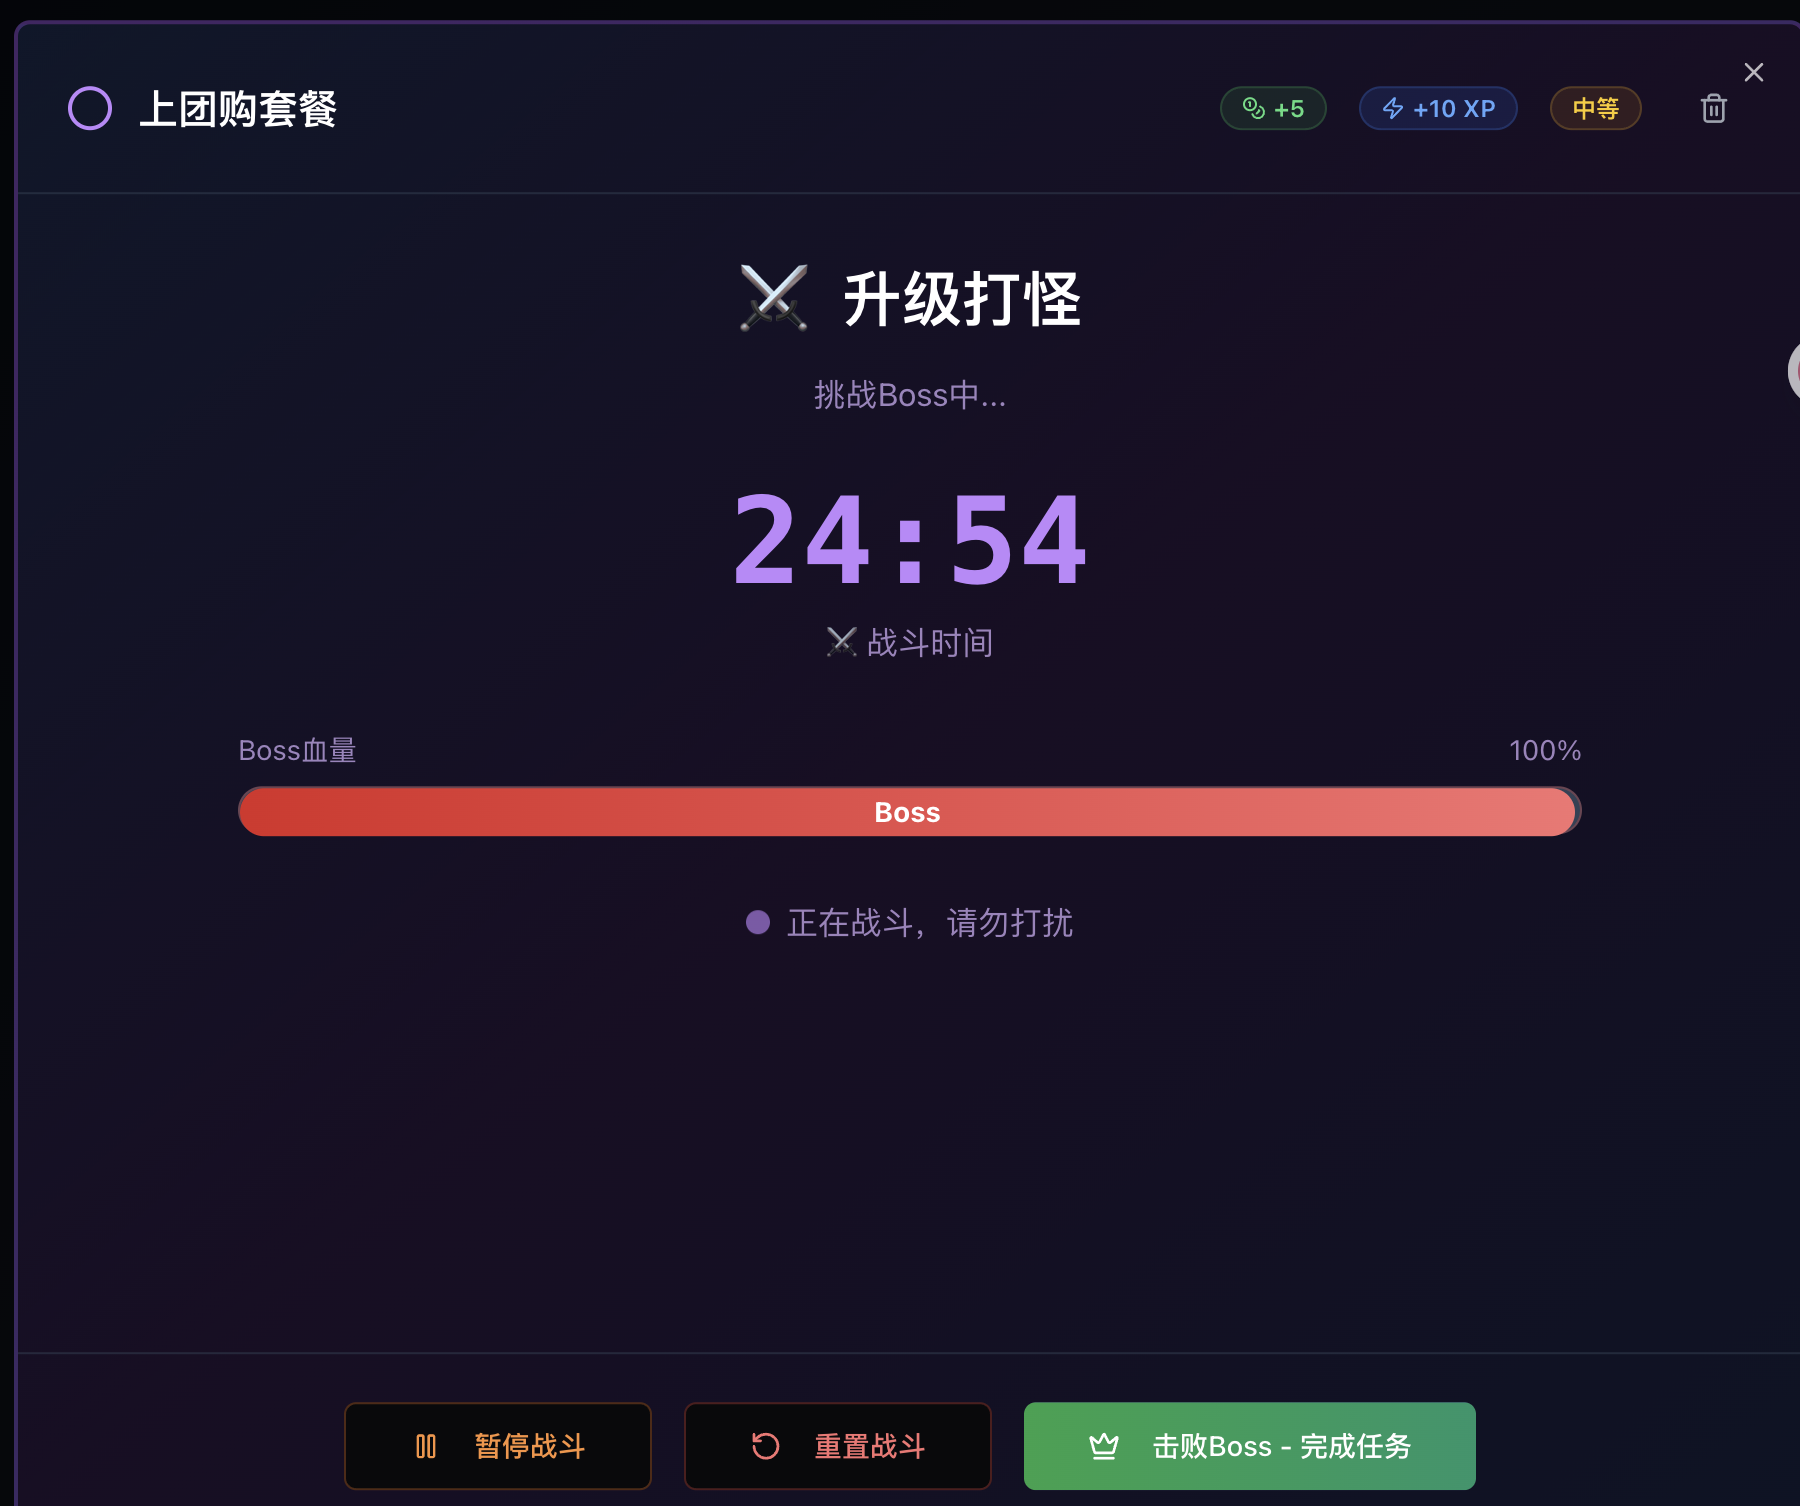 上团购套餐
+5
+10 XP
中等
升级打怪
挑战Boss中...
24:54
战斗时间
Boss血量
100%
Boss
正在战斗，请勿打扰
暂停战斗
重置战斗
击败Boss - 完成任务